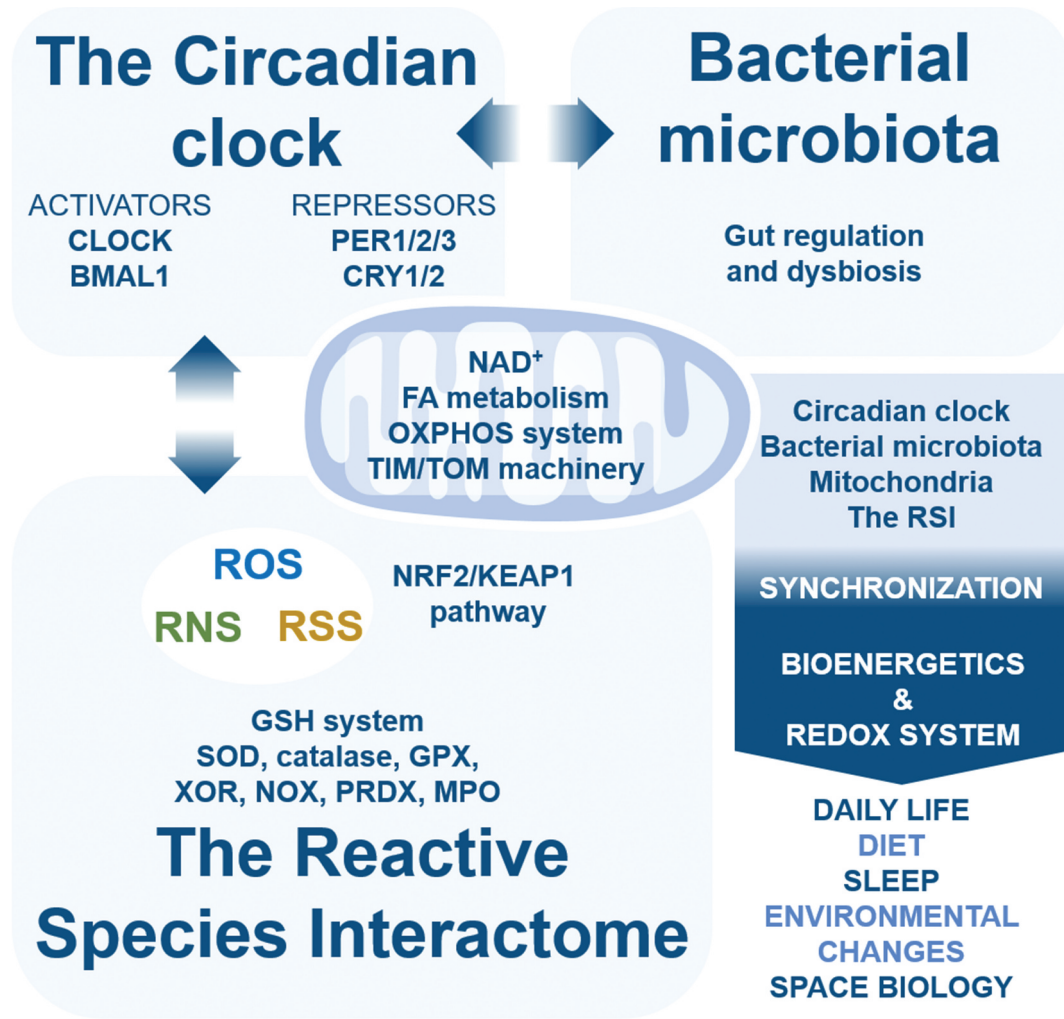 The Circadian
clock
ACTIVATORS
CLOCK
BMAL1
REPRESSORS
PER1/2/3
CRY1/2
Bacterial
microbiota
Gut regulation
and dysbiosis
NAD⁺
FA metabolism
OXPHOS system
TIM/TOM machinery
ROS
RNS RSS
NRF2/KEAP1
pathway
GSH system
SOD, catalase, GPX,
XOR, NOX, PRDX, MPO
The Reactive
Species Interactome
Circadian clock
Bacterial microbiota
Mitochondria
The RSI
SYNCHRONIZATION
BIOENERGETICS
&
REDOX SYSTEM
DAILY LIFE
DIET
SLEEP
ENVIRONMENTAL
CHANGES
SPACE BIOLOGY